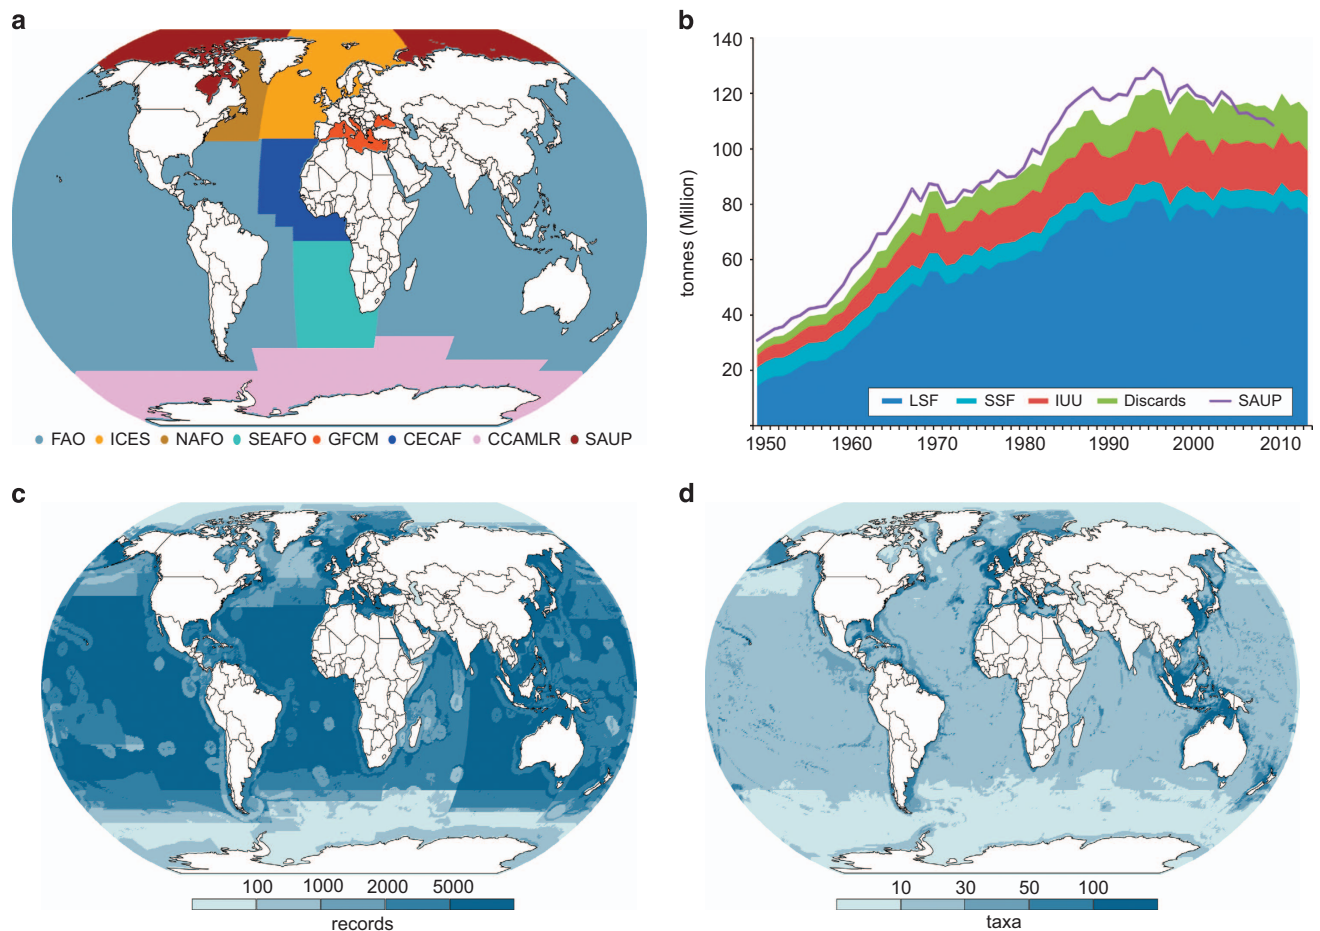 a
FAO ICES NAFO SEAFO GFCM CECAF CCAMLR SAUP
b
tonnes (Million)
140
120
100
80
60
40
20
LSF SSF IUU Discards SAUP
1950 1960 1970 1980 1990 2000 2010
c
100 1000 2000 5000
records
d
10 30 50 100
taxa